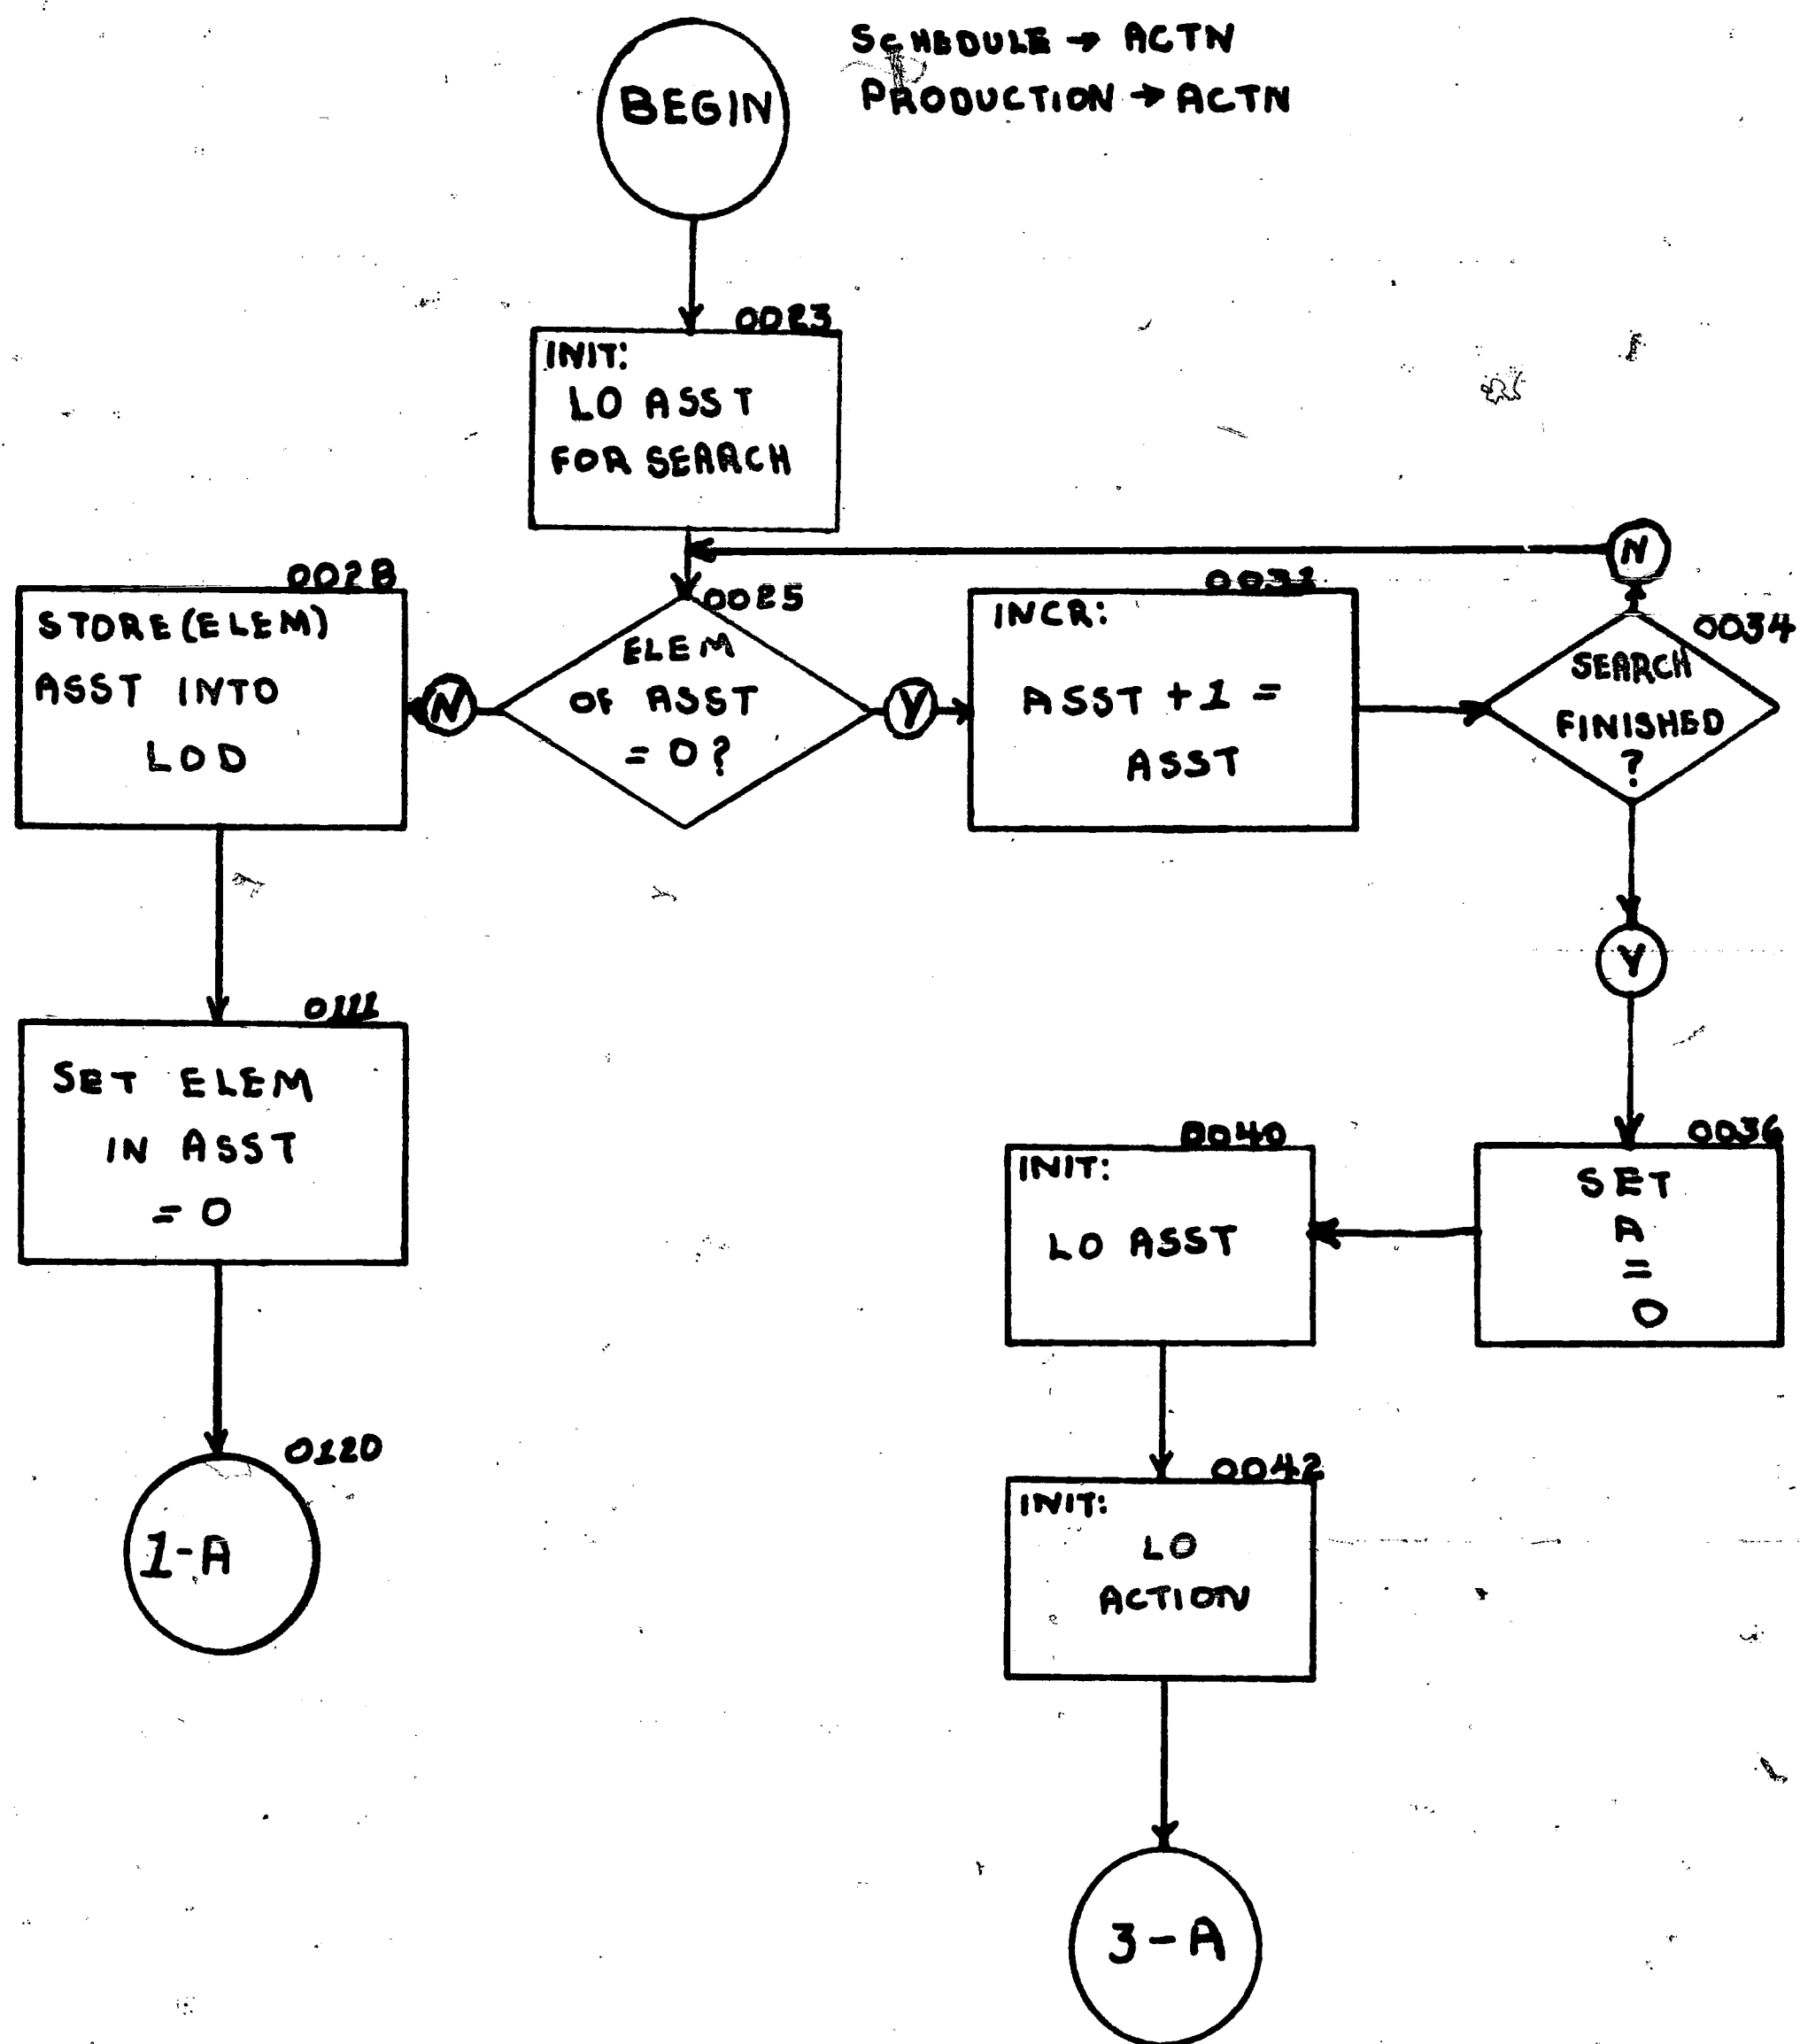 SCHEDULE → ACTN
PRODUCTION → ACTN
BEGIN
0023
INIT:
LO ASST
FOR SEARCH
N
0028
STORE (ELEM)
ASST INTO
LOD
N
0025
ELEM
OF ASST
= 0?
Y
INCR:
ASST + 1 =
ASST
0034
SEARCH
FINISHED
?
Y
0111
SET ELEM
IN ASST
= 0
0040
INIT:
LO ASST
0036
SET
A
=
0
0120
1-A
0042
INIT:
LO
ACTION
3-A